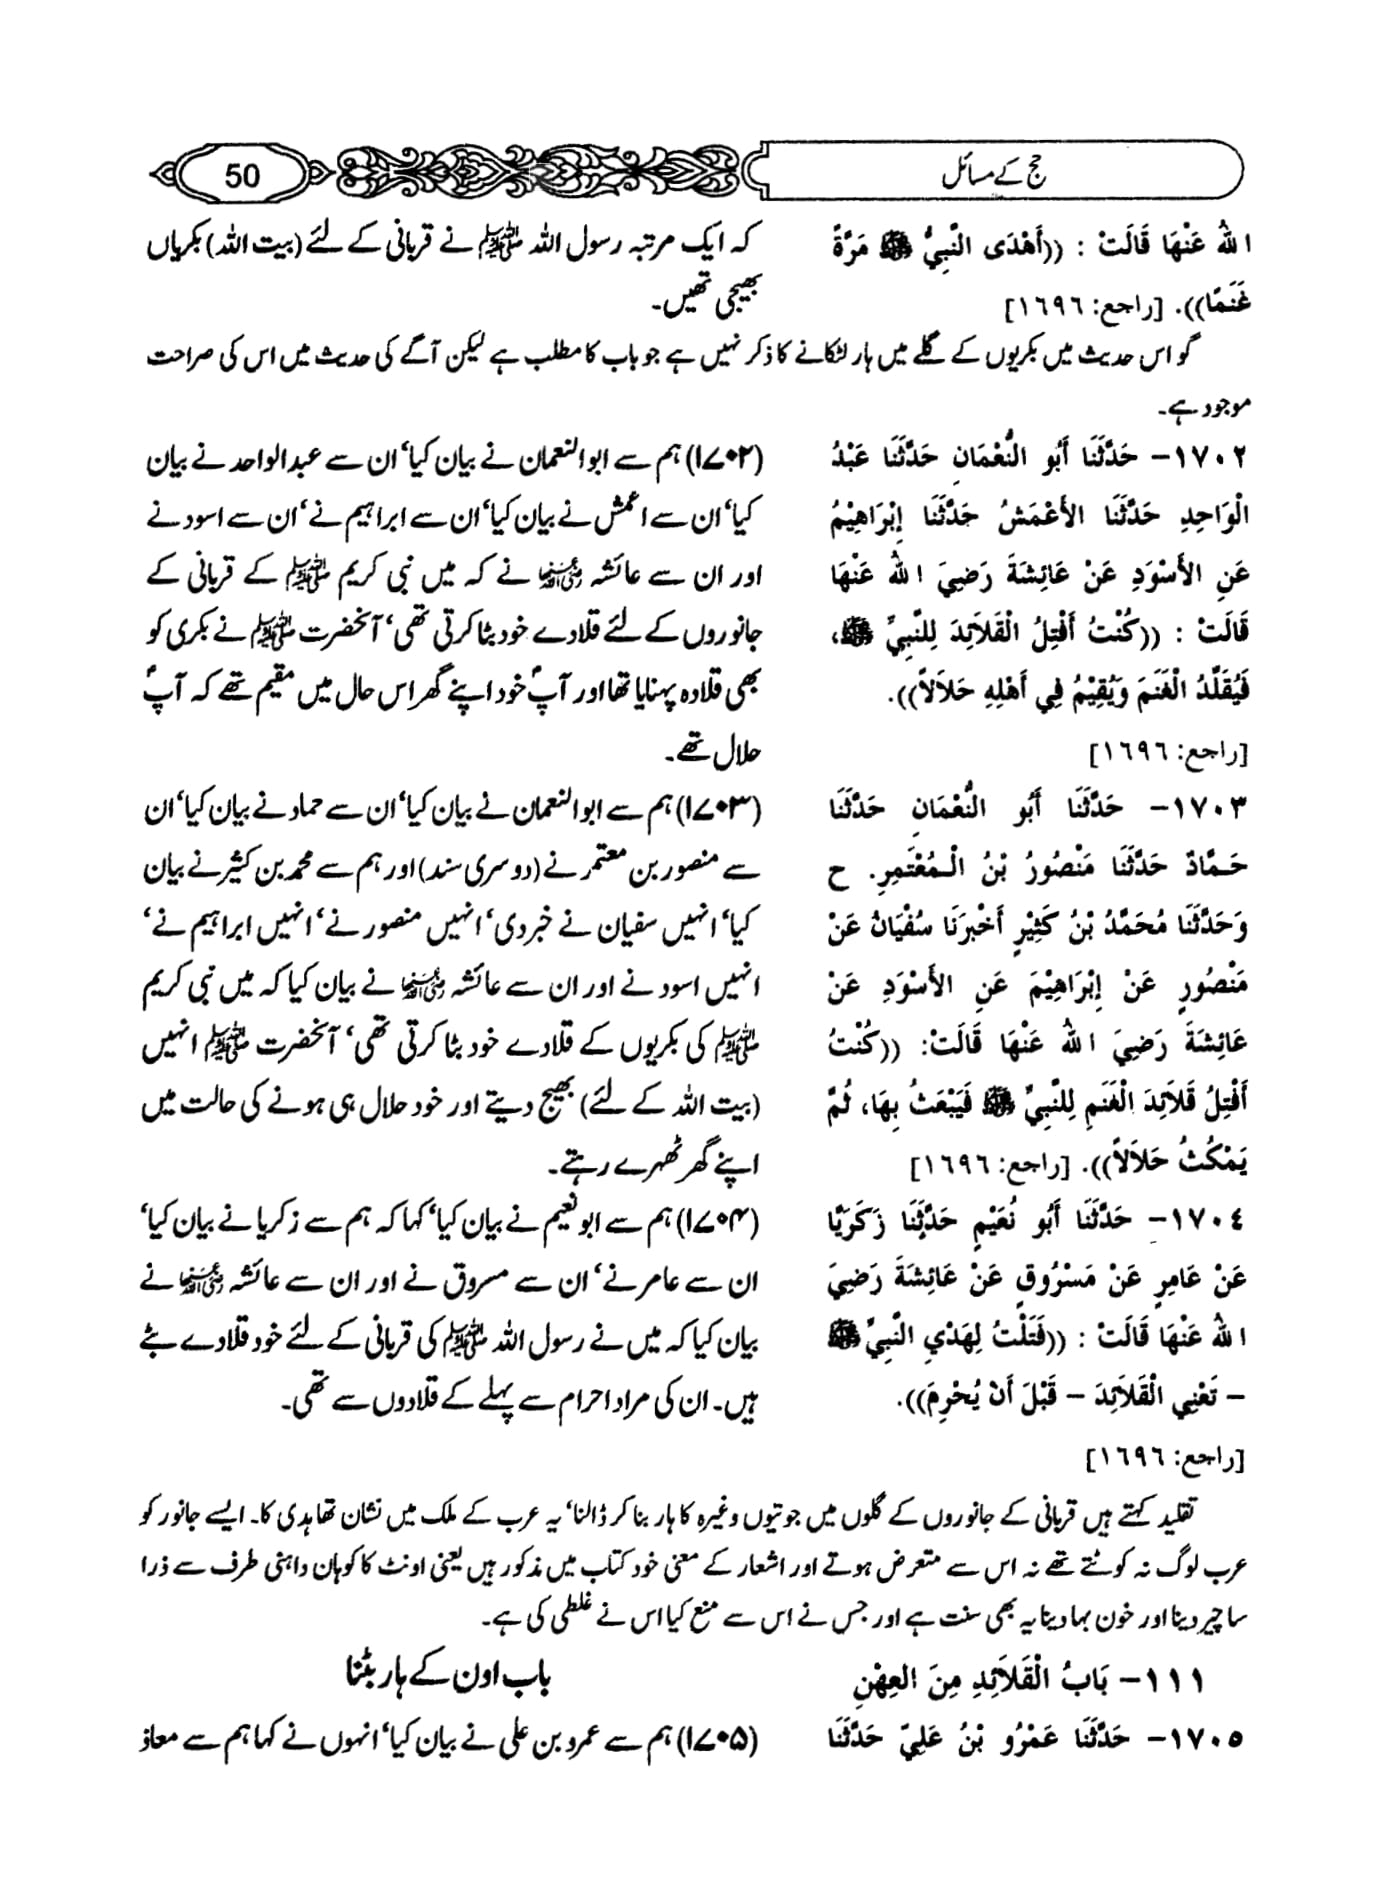 حج کے مسائل
50
اللہُ عَنْهَا قَالَتْ : ((أَهْدَى النَّبِيُّ ﷺ مَرَّةً
غَنَمًا)). [راجع: ١٦٩٦]
کہ ایک مرتبہ رسول اللہ ﷺ نے قربانی کے لئے (بیت اللہ) بکریاں
بھیجی تھیں۔
گو اس حدیث میں بکریوں کے گلے میں ہار لٹکانے کا ذکر نہیں ہے جو باب کا مطلب ہے لیکن آگے کی حدیث میں اس کی صراحت
موجود ہے۔
١٧٠٢– حَدَّثَنَا أَبُو النُّعْمَانِ حَدَّثَنَا عَبْدُ
الْوَاحِدِ حَدَّثَنَا الأَعْمَشُ حَدَّثَنَا إِبْرَاهِيْمُ
عَنِ الأَسْوَدِ عَنْ عَائِشَةَ رَضِيَ اللهُ عَنْهَا
قَالَتْ : ((كُنْتُ أَفْتِلُ الْقَلاَئِدَ لِلنَّبِيِّ ﷺ،
فَيُقَلِّدُ الْغَنَمَ وَيُقِيْمُ فِي أَهْلِهِ حَلاَلاً)).
[راجع: ١٦٩٦]
(۱۷۰۲) ہم سے ابوالنعمان نے بیان کیا‘ ان سے عبدالواحد نے بیان
کیا‘ ان سے اعمش نے بیان کیا‘ ان سے ابراہیم نے‘ ان سے اسود نے
اور ان سے عائشہ رضی اللہ عنہا نے کہ میں نبی کریم ﷺ کے قربانی کے
جانوروں کے لئے قلادے خود بٹا کرتی تھی‘ آنحضرت ﷺ نے بکری کو
بھی قلادہ پہنایا تھا اور آپؐ خود اپنے گھر اس حال میں مقیم تھے کہ آپؐ
حلال تھے۔
١٧٠٣– حَدَّثَنَا أَبُو النُّعْمَانِ حَدَّثَنَا
حَمَّادٌ حَدَّثَنَا مَنْصُورُ بْنُ الْمُعْتَمِرِ. ح
وَحَدَّثَنَا مُحَمَّدُ بْنُ كَثِيْرٍ أَخْبَرَنَا سُفْيَانُ عَنْ
مَنْصُورٍ عَنْ إِبْرَاهِيْمَ عَنِ الأَسْوَدِ عَنْ
عَائِشَةَ رَضِيَ اللهُ عَنْهَا قَالَتْ: ((كُنْتُ
أَفْتِلُ قَلاَئِدَ الْغَنَمِ لِلنَّبِيِّ ﷺ فَيَبْعَثُ بِهَا، ثُمَّ
يَمْكُثُ حَلاَلاً)). [راجع: ١٦٩٦]
(۱۷۰۳) ہم سے ابوالنعمان نے بیان کیا‘ ان سے حماد نے بیان کیا‘ ان
سے منصور بن معتمر نے (دوسری سند) اور ہم سے محمد بن کثیر نے بیان
کیا‘ انہیں سفیان نے خبر دی‘ انہیں منصور نے‘ انہیں ابراہیم نے‘
انہیں اسود نے اور ان سے عائشہ رضی اللہ عنہا نے بیان کیا کہ میں نبی کریم
ﷺ کی بکریوں کے قلادے خود بٹا کرتی تھی‘ آنحضرت ﷺ انہیں
(بیت اللہ کے لئے) بھیج دیتے اور خود حلال ہی ہونے کی حالت میں
اپنے گھر ٹھہرے رہتے۔
١٧٠٤– حَدَّثَنَا أَبُو نُعَيْمٍ حَدَّثَنَا زَكَرِيَّا
عَنْ عَامِرٍ عَنْ مَسْرُوقٍ عَنْ عَائِشَةَ رَضِيَ
اللهُ عَنْهَا قَالَتْ : ((فَتَلْتُ لِهَدْيِ النَّبِيِّ ﷺ
– تَعْنِي الْقَلاَئِدَ – قَبْلَ أَنْ يُحْرِمَ)).
[راجع: ١٦٩٦]
(۱۷۰۴) ہم سے ابونعیم نے بیان کیا‘ کہا کہ ہم سے زکریا نے بیان کیا‘
ان سے عامر نے‘ ان سے مسروق نے اور ان سے عائشہ رضی اللہ عنہا نے
بیان کیا کہ میں نے رسول اللہ ﷺ کی قربانی کے لئے خود قلادے بٹے
ہیں۔ ان کی مراد احرام سے پہلے کے قلادوں سے تھی۔
تقلید کہتے ہیں قربانی کے جانوروں کے گلوں میں جوتیوں وغیرہ کا ہار بنا کر ڈالنا‘ یہ عرب کے ملک میں نشان تھا ہدی کا۔ ایسے جانور کو
عرب لوگ نہ کوٹتے تھے نہ اس سے متعرض ہوتے اور اشعار کے معنی خود کتاب میں مذکور ہیں یعنی اونٹ کا کوہان داہنی طرف سے ذرا
سا چیر دینا اور خون بہا دینا یہ بھی سنت ہے اور جس نے اس سے منع کیا اس نے غلطی کی ہے۔
١١١– بَابُ الْقَلاَئِدِ مِنَ العِهْنِ
باب اون کے ہار بٹنا
١٧٠٥– حَدَّثَنَا عَمْرُو بْنُ عَلِيٍّ حَدَّثَنَا
(۱۷۰۵) ہم سے عمرو بن علی نے بیان کیا‘ انہوں نے کہا ہم سے معاذ